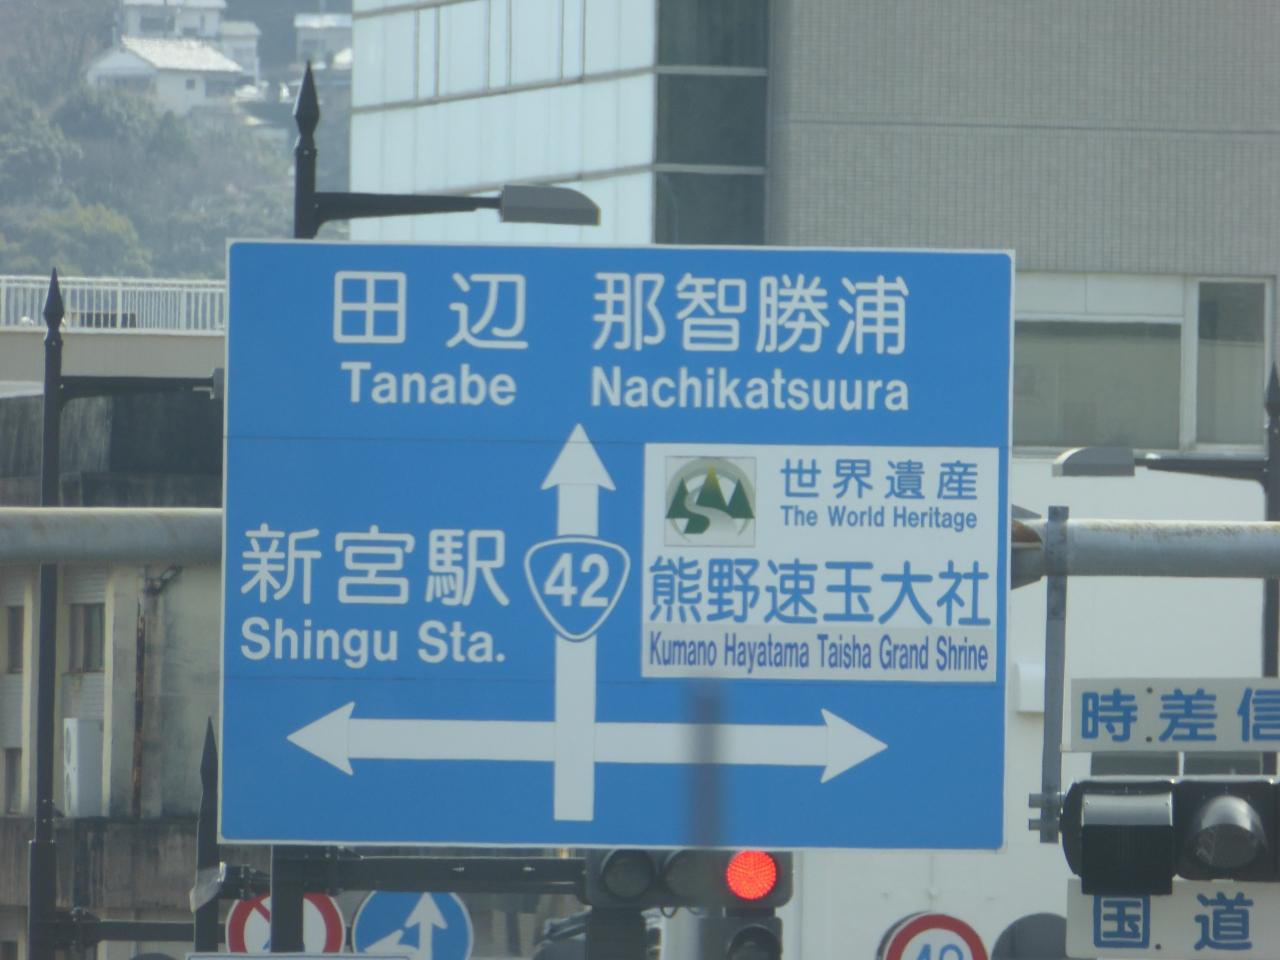 田辺 那智勝浦
Tanabe Nachikatsuura
世界遺産
The World Heritage
新宮駅
Shingu Sta.
42
熊野速玉大社
Kumano Hayatama Taisha Grand Shrine
時差信
国道